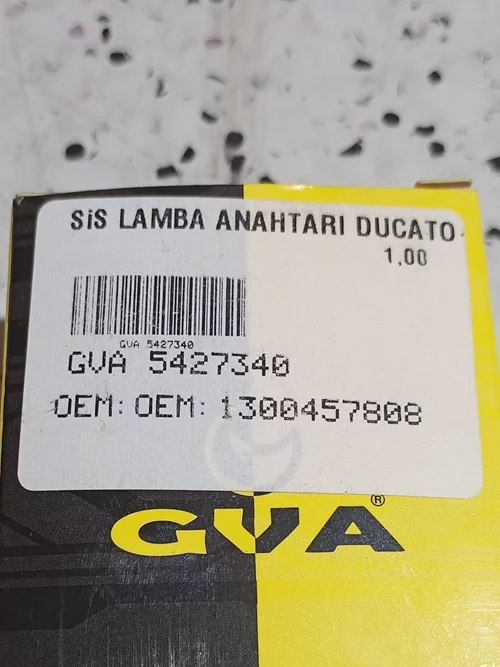 SiS LAMBA ANAHTARI DUCATO
1,00
GVA 5427340
GVA 5427340
OEM: OEM: 1300457808
GVA®